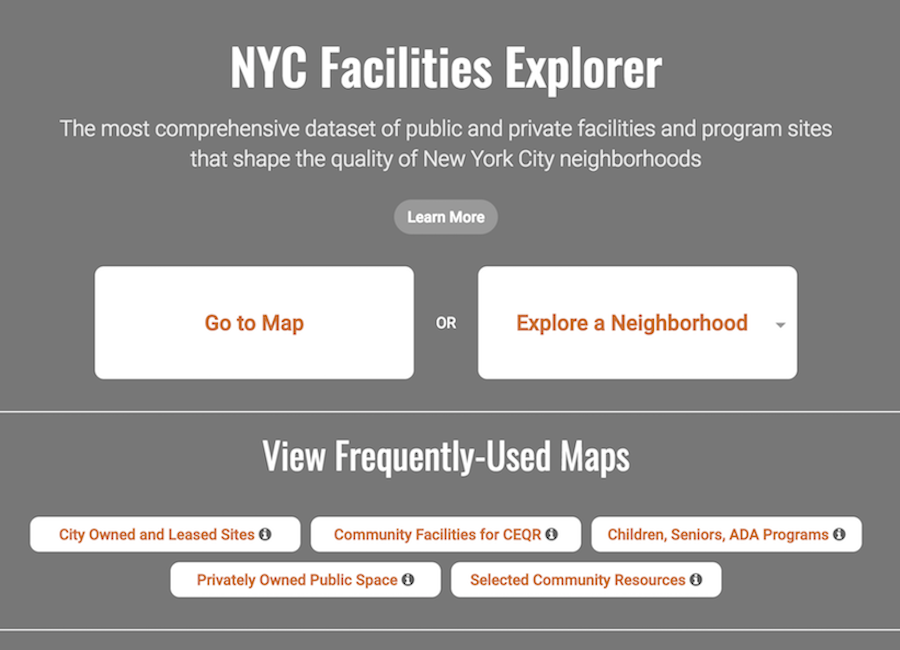 NYC Facilities Explorer
The most comprehensive dataset of public and private facilities and program sites
that shape the quality of New York City neighborhoods
Learn More
Go to Map
OR
Explore a Neighborhood
View Frequently-Used Maps
City Owned and Leased Sites
Community Facilities for CEQR
Children, Seniors, ADA Programs
Privately Owned Public Space
Selected Community Resources